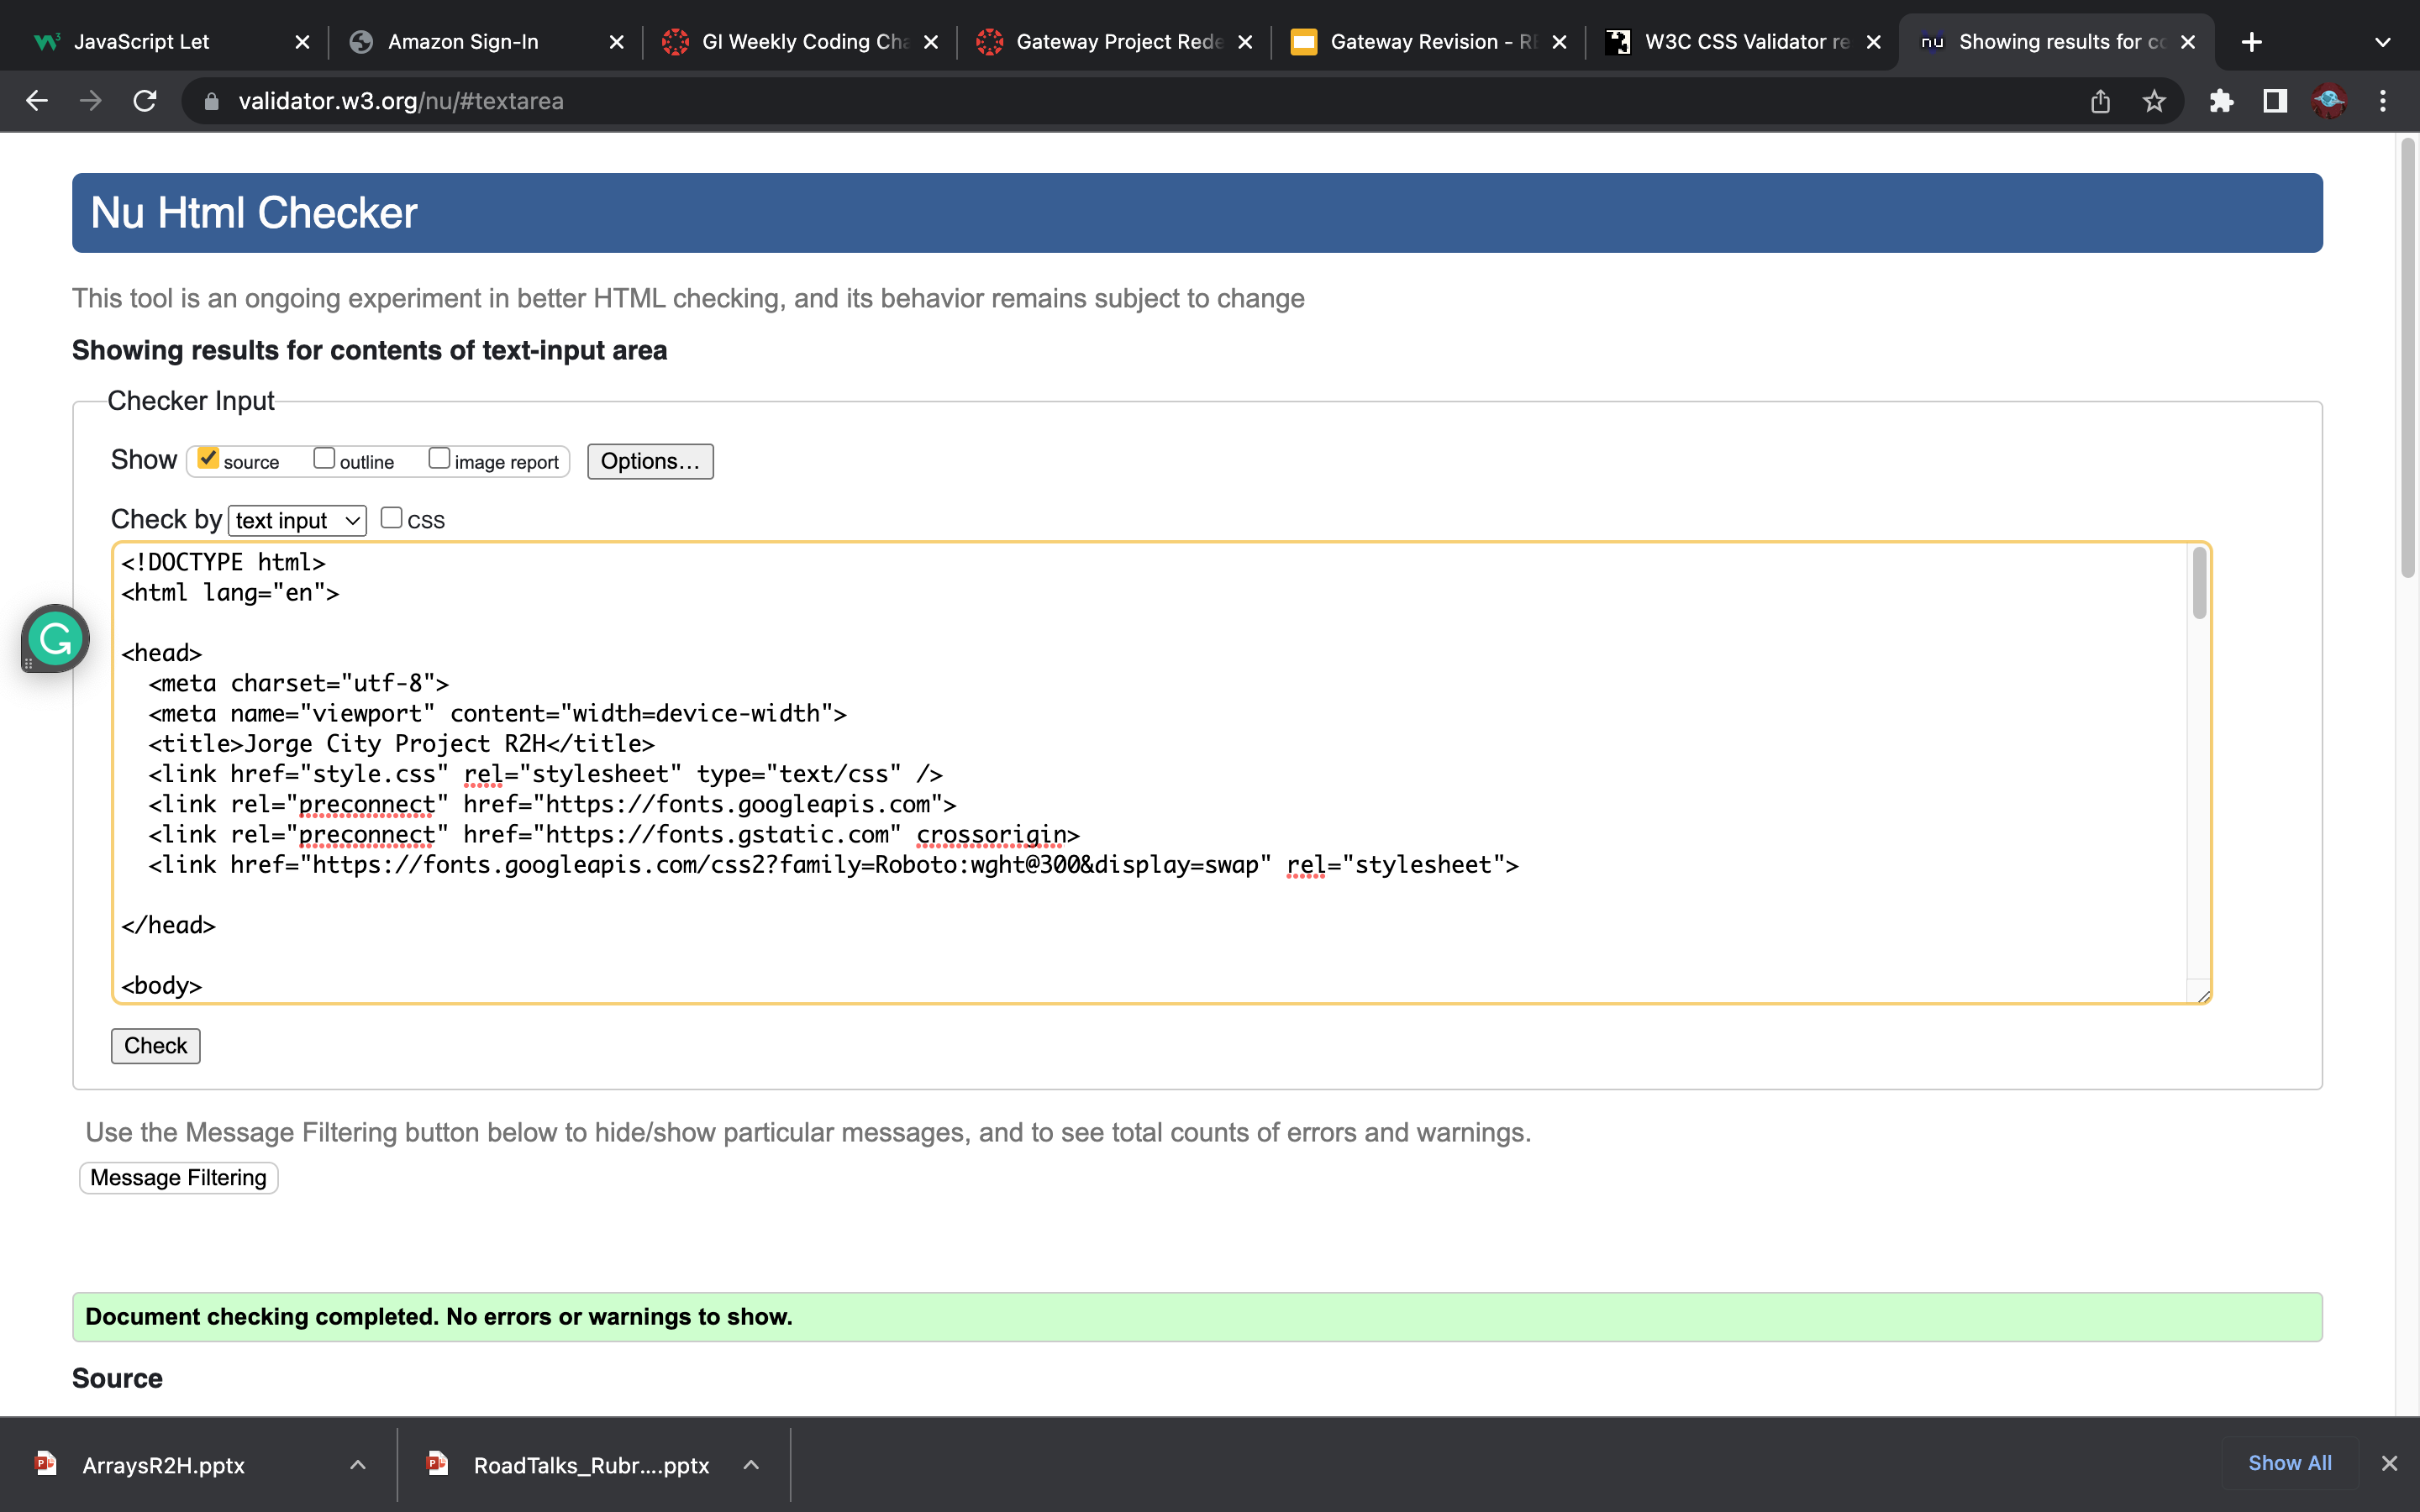 JavaScript Let
Amazon Sign-In
GI Weekly Coding Cha
Gateway Project Rede
Gateway Revision - RE
W3C CSS Validator re
nu
Showing results for co
validator.w3.org/nu/#textarea
Nu Html Checker
This tool is an ongoing experiment in better HTML checking, and its behavior remains subject to change
Showing results for contents of text-input area
Checker Input
Show source outline image report Options...
Check by text input CSS
<!DOCTYPE html>
<html lang="en">
<head>
<meta charset="utf-8">
<meta name="viewport" content="width=device-width">
<title>Jorge City Project R2H</title>
<link href="style.css" rel="stylesheet" type="text/css" />
<link rel="preconnect" href="https://fonts.googleapis.com">
<link rel="preconnect" href="https://fonts.gstatic.com" crossorigin>
<link href="https://fonts.googleapis.com/css2?family=Roboto:wght@300&display=swap" rel="stylesheet">
</head>
<body>
Check
Use the Message Filtering button below to hide/show particular messages, and to see total counts of errors and warnings.
Message Filtering
Document checking completed. No errors or warnings to show.
Source
ArraysR2H.pptx
RoadTalks_Rubr....pptx
Show All